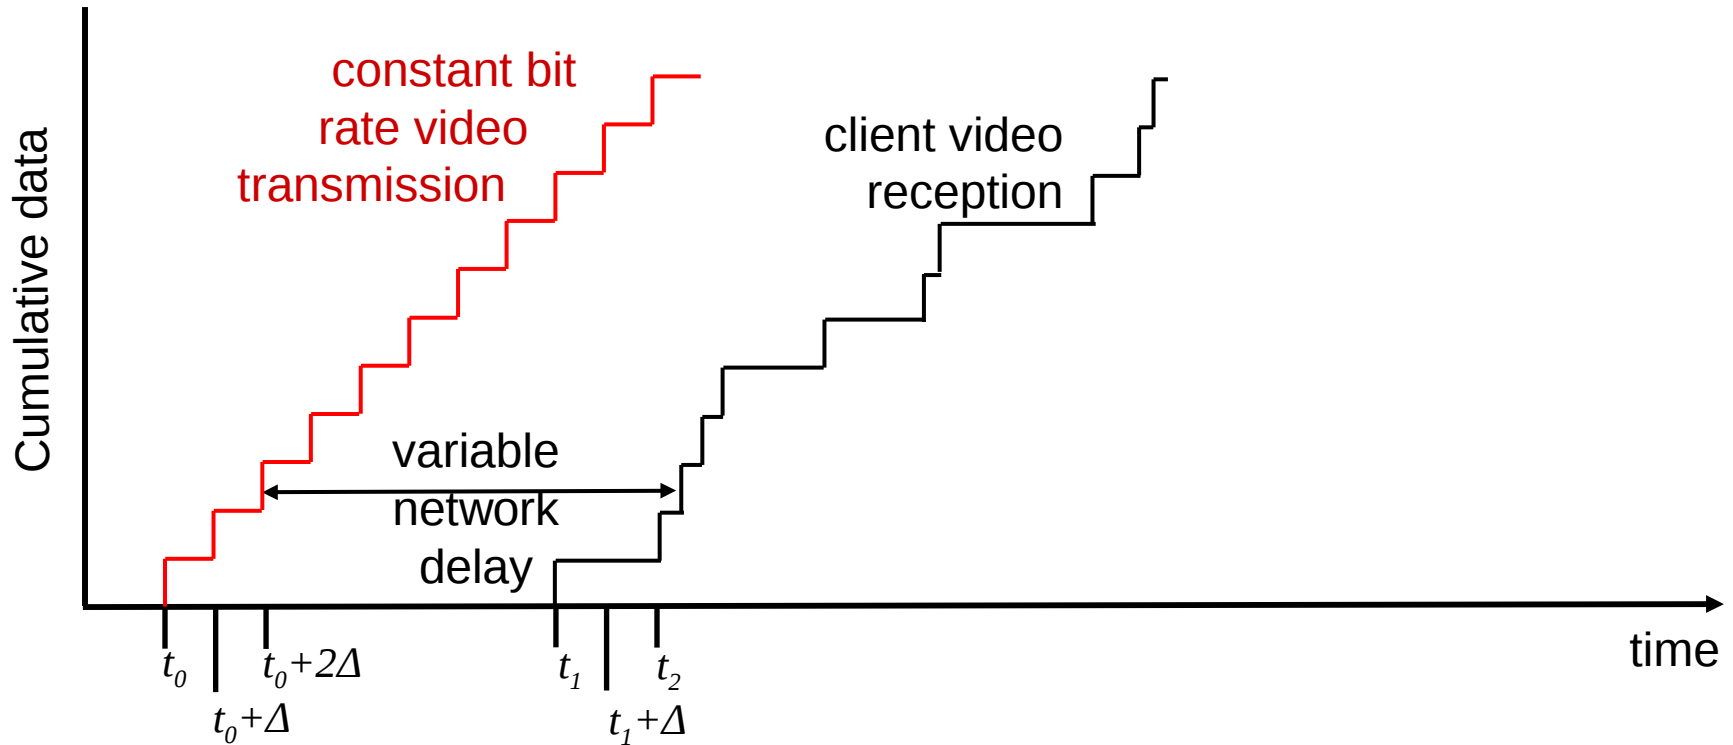 Cumulative data
constant bit
rate video
transmission
client video
reception
variable
network
delay
time
t₀
t₀+Δ
t₀+2Δ
t₁
t₁+Δ
t₂